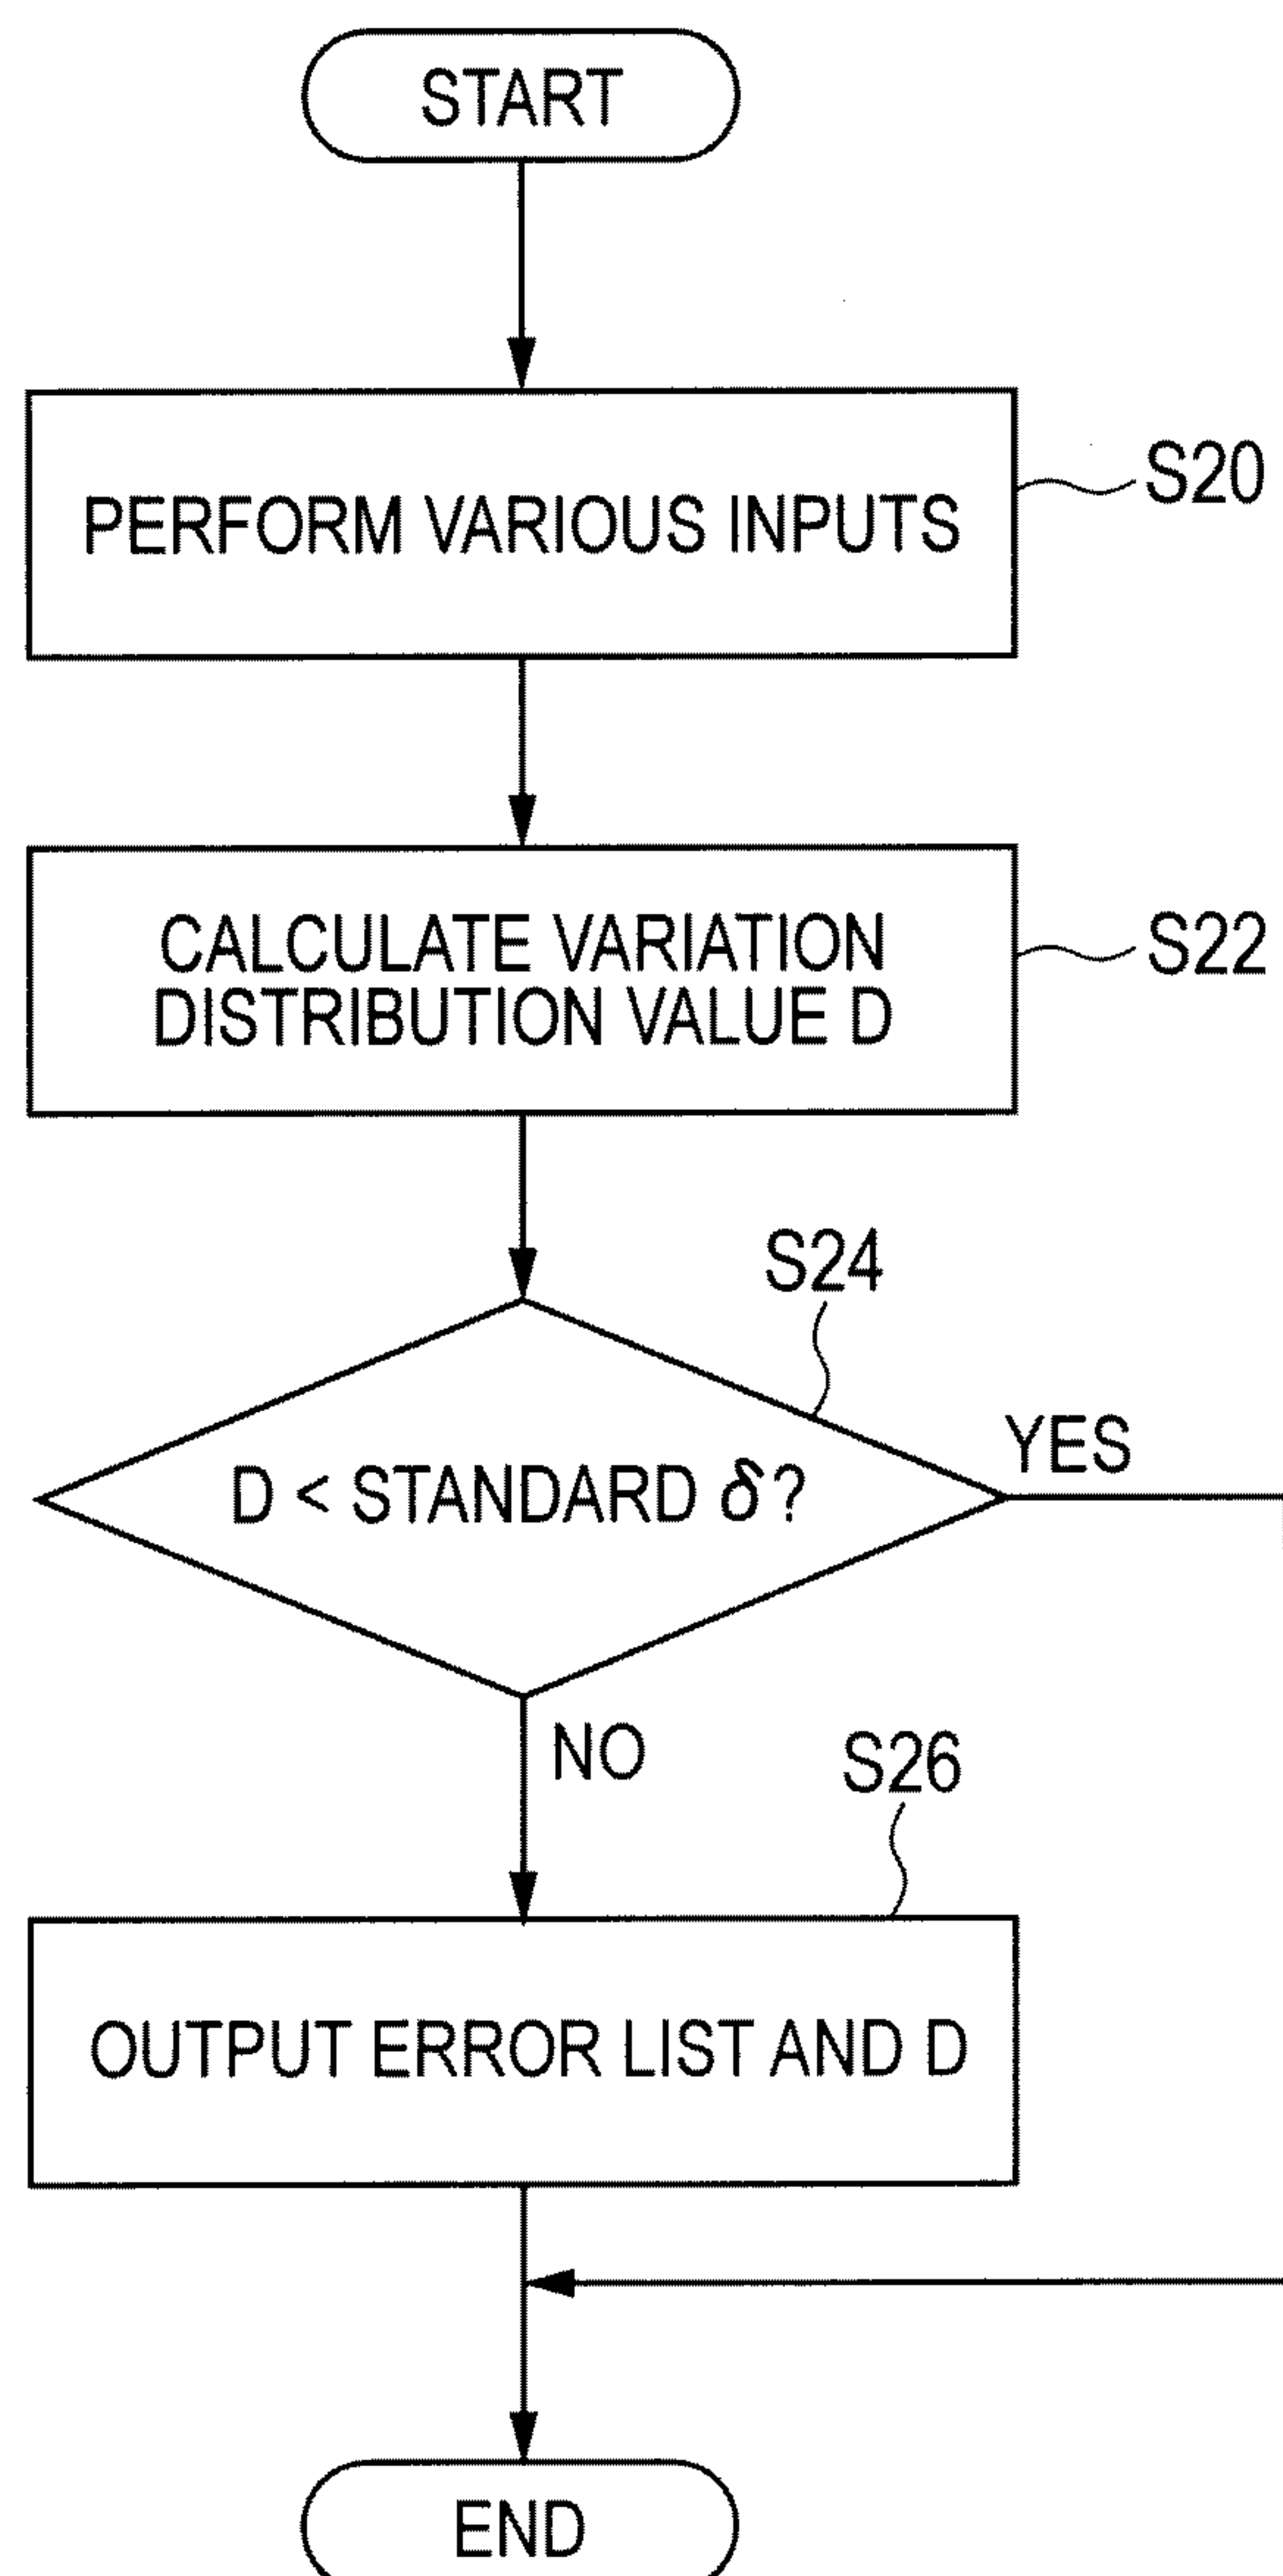 START
PERFORM VARIOUS INPUTS
S20
CALCULATE VARIATION
DISTRIBUTION VALUE D
S22
S24
D < STANDARD δ?
YES
NO
S26
OUTPUT ERROR LIST AND D
END